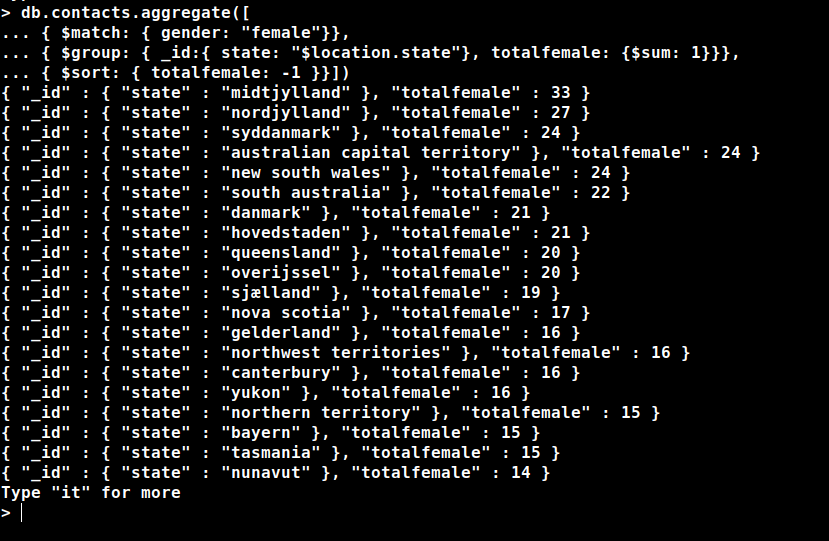 > db.contacts.aggregate([
... { $match: { gender: "female"}},
... { $group: { _id:{ state: "$location.state"}, totalfemale: {$sum: 1}}},
... { $sort: { totalfemale: -1 }}])
{ "_id" : { "state" : "midtjylland" }, "totalfemale" : 33 }
{ "_id" : { "state" : "nordjylland" }, "totalfemale" : 27 }
{ "_id" : { "state" : "syddanmark" }, "totalfemale" : 24 }
{ "_id" : { "state" : "australian capital territory" }, "totalfemale" : 24 }
{ "_id" : { "state" : "new south wales" }, "totalfemale" : 24 }
{ "_id" : { "state" : "south australia" }, "totalfemale" : 22 }
{ "_id" : { "state" : "danmark" }, "totalfemale" : 21 }
{ "_id" : { "state" : "hovedstaden" }, "totalfemale" : 21 }
{ "_id" : { "state" : "queensland" }, "totalfemale" : 20 }
{ "_id" : { "state" : "overijssel" }, "totalfemale" : 20 }
{ "_id" : { "state" : "sjælland" }, "totalfemale" : 19 }
{ "_id" : { "state" : "nova scotia" }, "totalfemale" : 17 }
{ "_id" : { "state" : "gelderland" }, "totalfemale" : 16 }
{ "_id" : { "state" : "northwest territories" }, "totalfemale" : 16 }
{ "_id" : { "state" : "canterbury" }, "totalfemale" : 16 }
{ "_id" : { "state" : "yukon" }, "totalfemale" : 16 }
{ "_id" : { "state" : "northern territory" }, "totalfemale" : 15 }
{ "_id" : { "state" : "bayern" }, "totalfemale" : 15 }
{ "_id" : { "state" : "tasmania" }, "totalfemale" : 15 }
{ "_id" : { "state" : "nunavut" }, "totalfemale" : 14 }
Type "it" for more
>